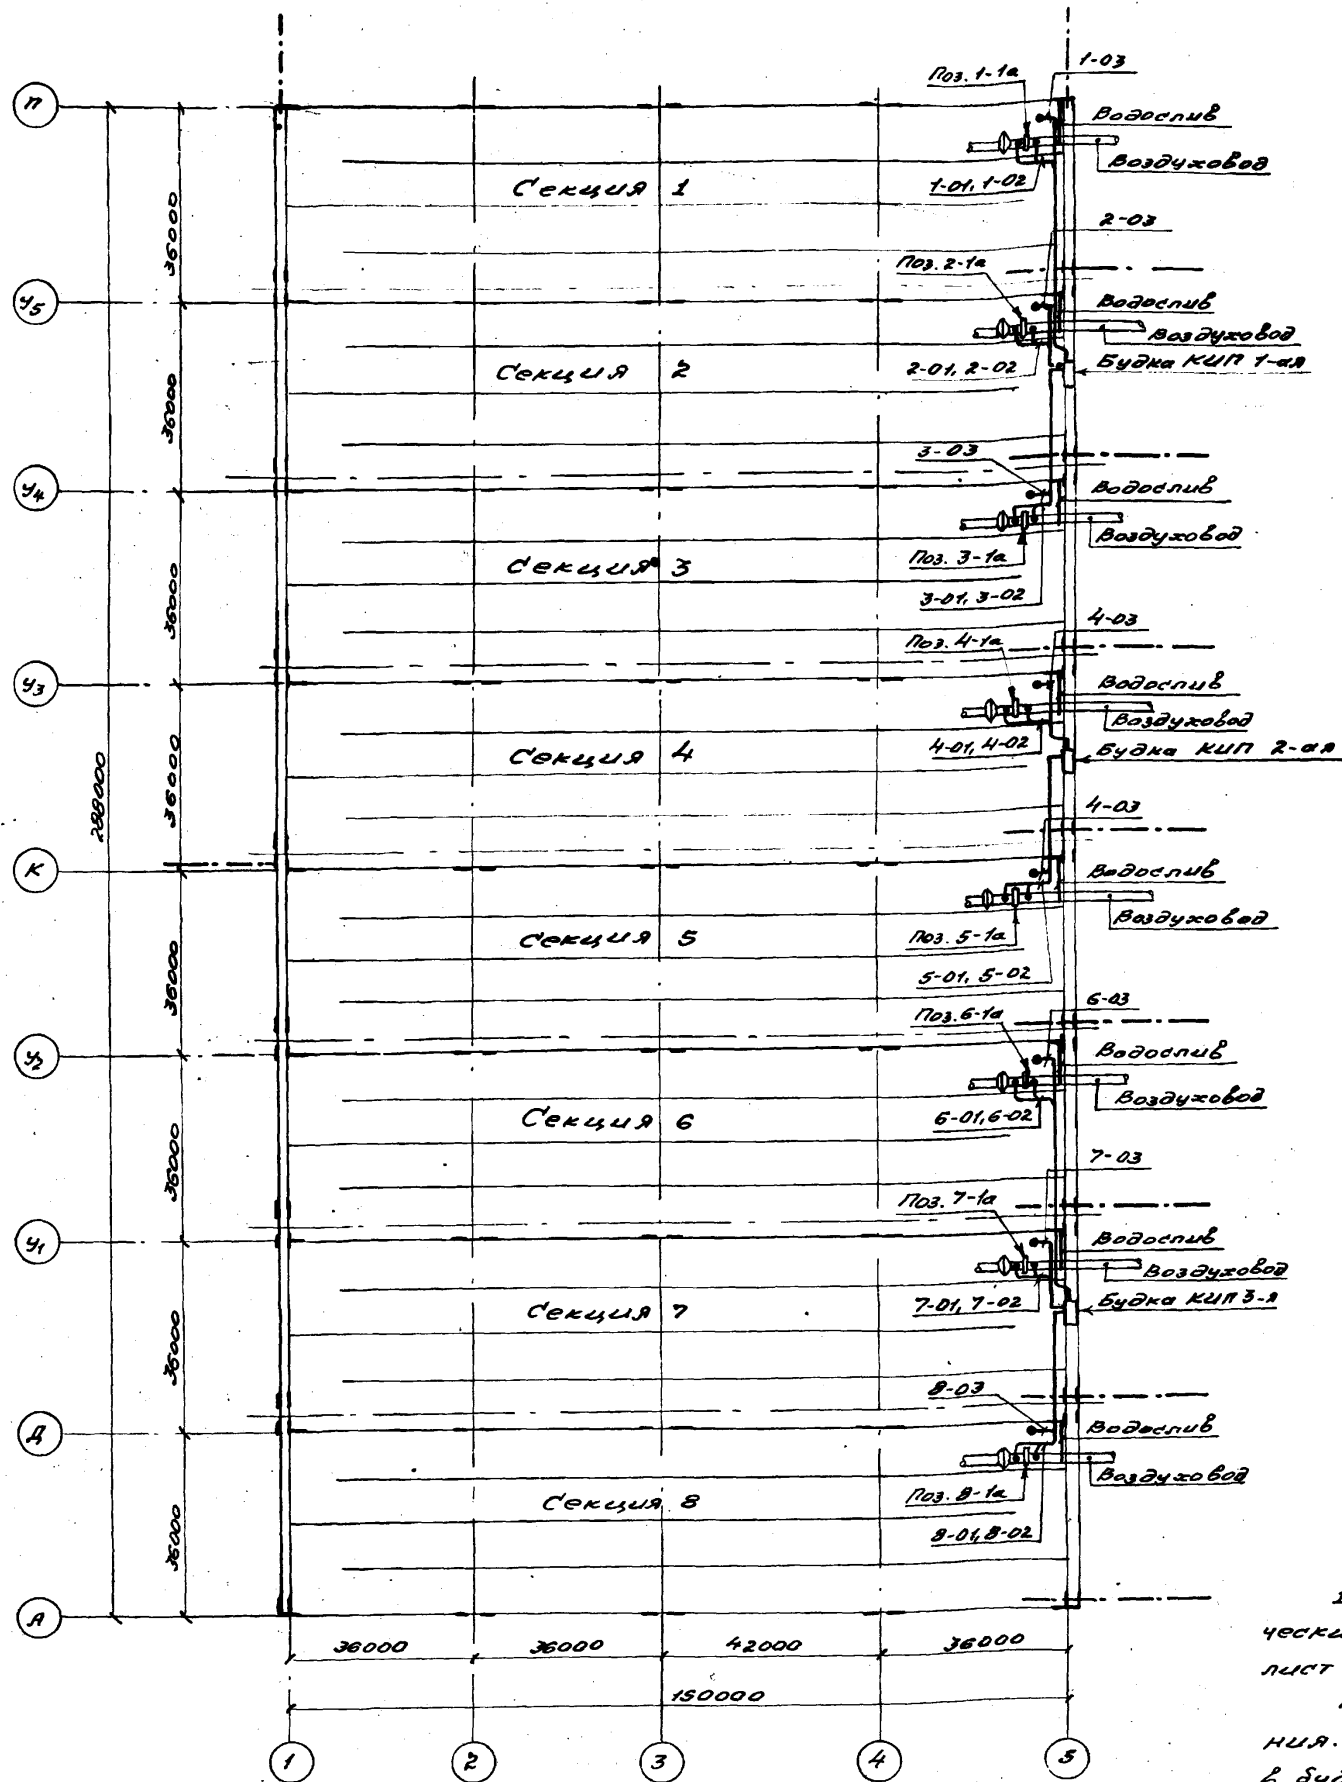 1-03
Поз. 1-1а
П
Водослив
Воздуховод
Секция 1
1-01, 1-02
36000
2-03
Поз. 2-1а
У5
Водослив
Воздуховод
Секция 2
2-01, 2-02
Будка КИП 1-ая
36000
3-03
У4
Водослив
Воздуховод
Поз. 3-1а
Секция 3
3-01, 3-02
36000
4-03
Поз. 4-1а
У3
Водослив
Воздуховод
4-01, 4-02
Секция 4
Будка КИП 2-ая
36000
288000
4-03
К
Водослив
Воздуховод
Секция 5
Поз. 5-1а
5-01, 5-02
36000
6-03
Поз. 6-1а
У2
Водослив
Воздуховод
Секция 6
6-01, 6-02
36000
7-03
Поз. 7-1а
У1
Водослив
Воздуховод
Секция 7
7-01, 7-02
Будка КИП 3-я
36000
8-03
Д
Водослив
Воздуховод
Секция 8
Поз. 8-1а
8-01, 8-02
36000
А
36000 36000 42000 36000
150000
1 2 3 4 5
чески
лист
ния.
в буд